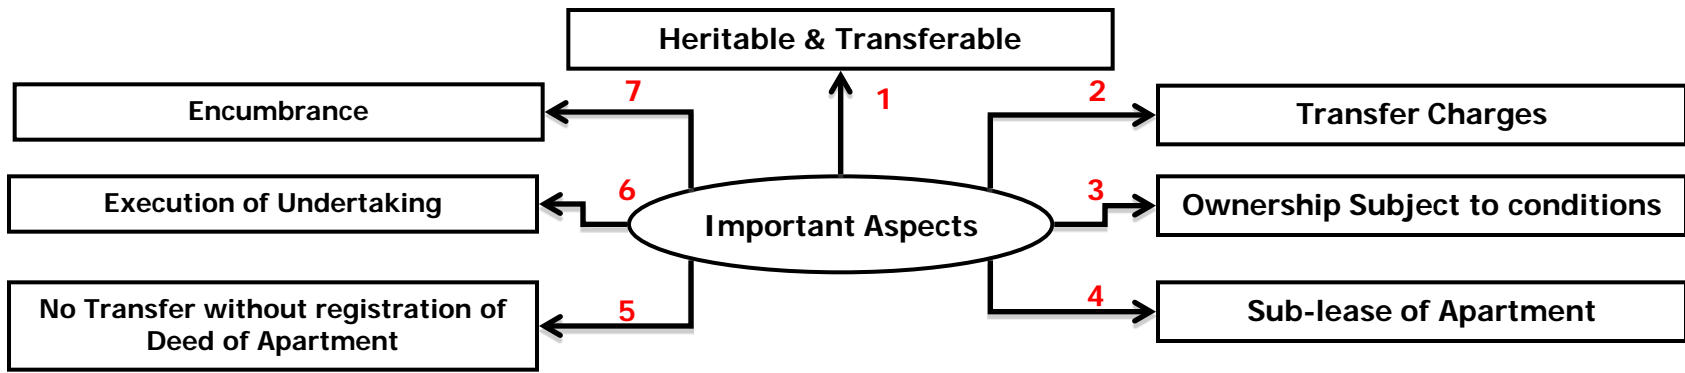 Heritable & Transferable
1
2
Transfer Charges
3
Ownership Subject to conditions
4
Sub-lease of Apartment
5
No Transfer without registration of
Deed of Apartment
6
Execution of Undertaking
7
Encumbrance
Important Aspects